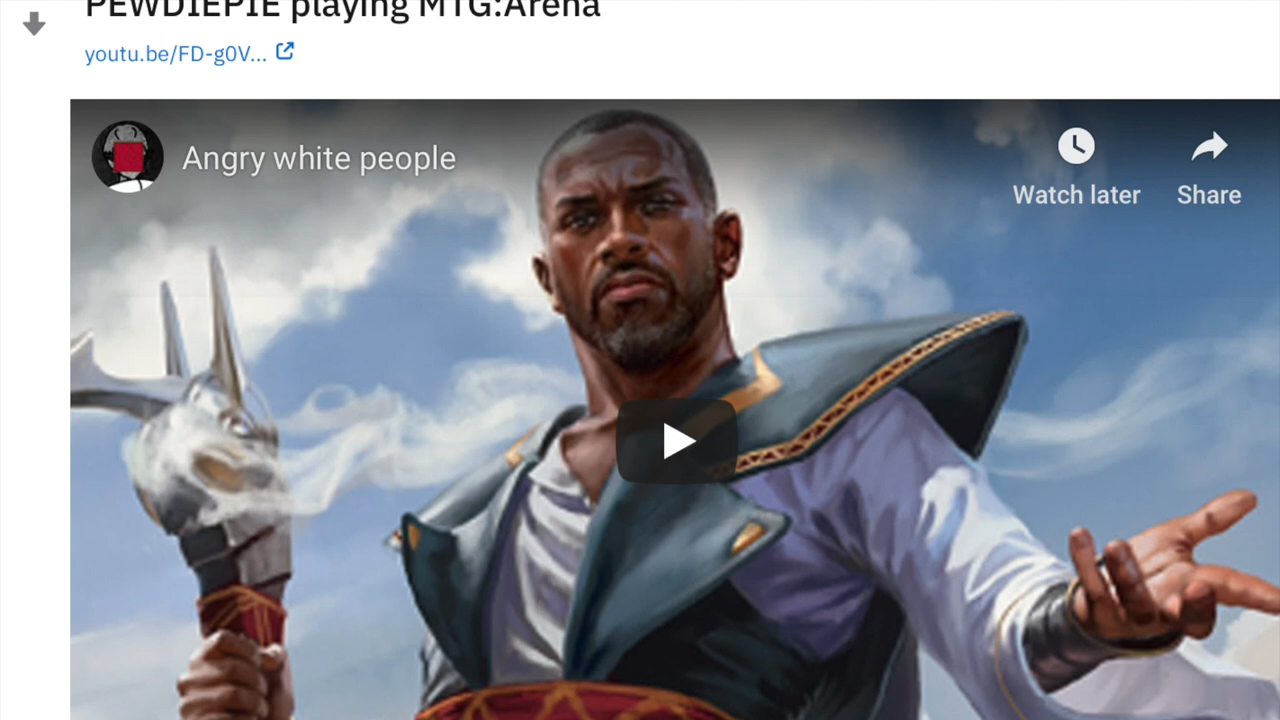 PEWDIEPIE playing MTG:Arena
youtu.be/FD-g0V...
Angry white people
Watch later
Share